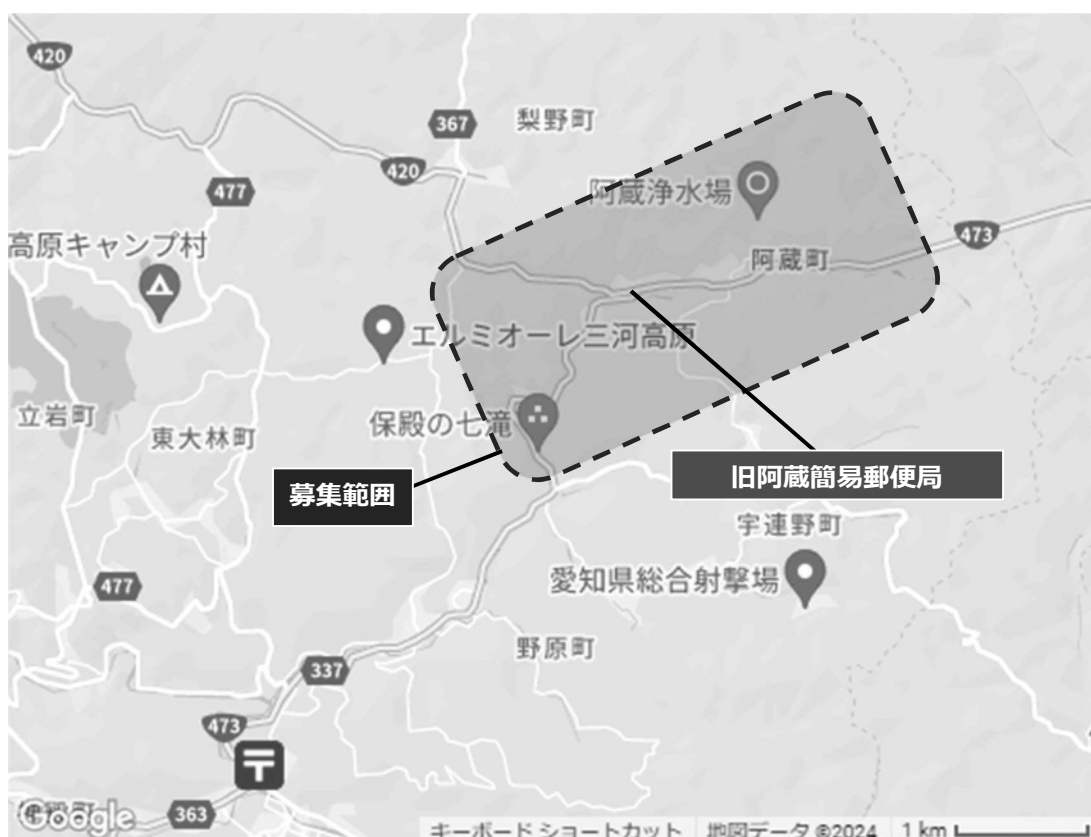 420
367
梨野町
420
477
阿蔵浄水場
高原キャンプ村
473
阿蔵町
エルミオーレ三河高原
立岩町
東大林町
保殿の七滝
募集範囲
旧阿蔵簡易郵便局
宇連野町
477
愛知県総合射撃場
野原町
337
473
363
Google
キーボード ショートカット
地図データ ©2024
1 km